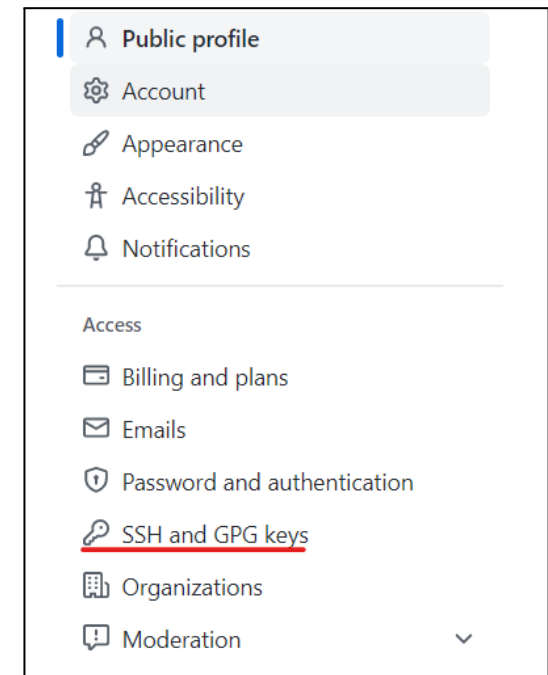 Public profile
Account
Appearance
Accessibility
Notifications
Access
Billing and plans
Emails
Password and authentication
SSH and GPG keys
Organizations
Moderation